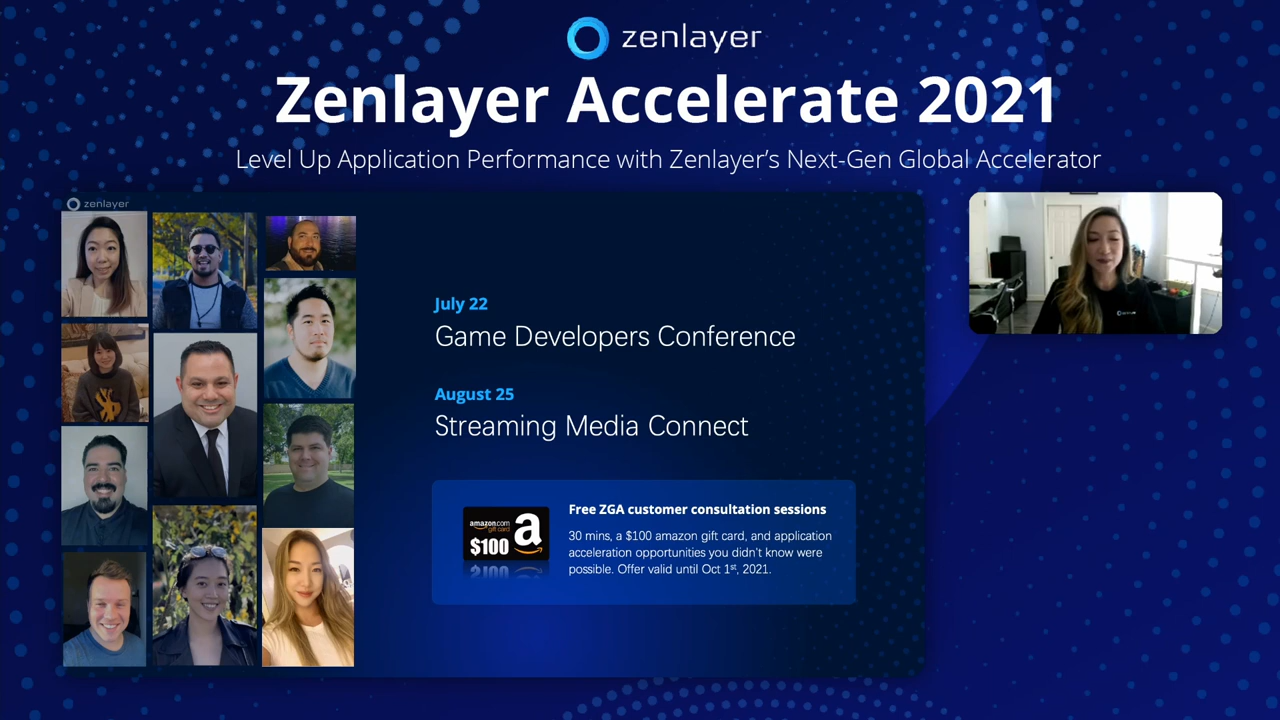 zenlayer
Zenlayer Accelerate 2021
Level Up Application Performance with Zenlayer's Next-Gen Global Accelerator
zenlayer
July 22
Game Developers Conference
August 25
Streaming Media Connect
amazon.com
gift card
$100
a
Free ZGA customer consultation sessions
30 mins, a $100 amazon gift card, and application
acceleration opportunities you didn't know were
possible. Offer valid until Oct 1st, 2021.